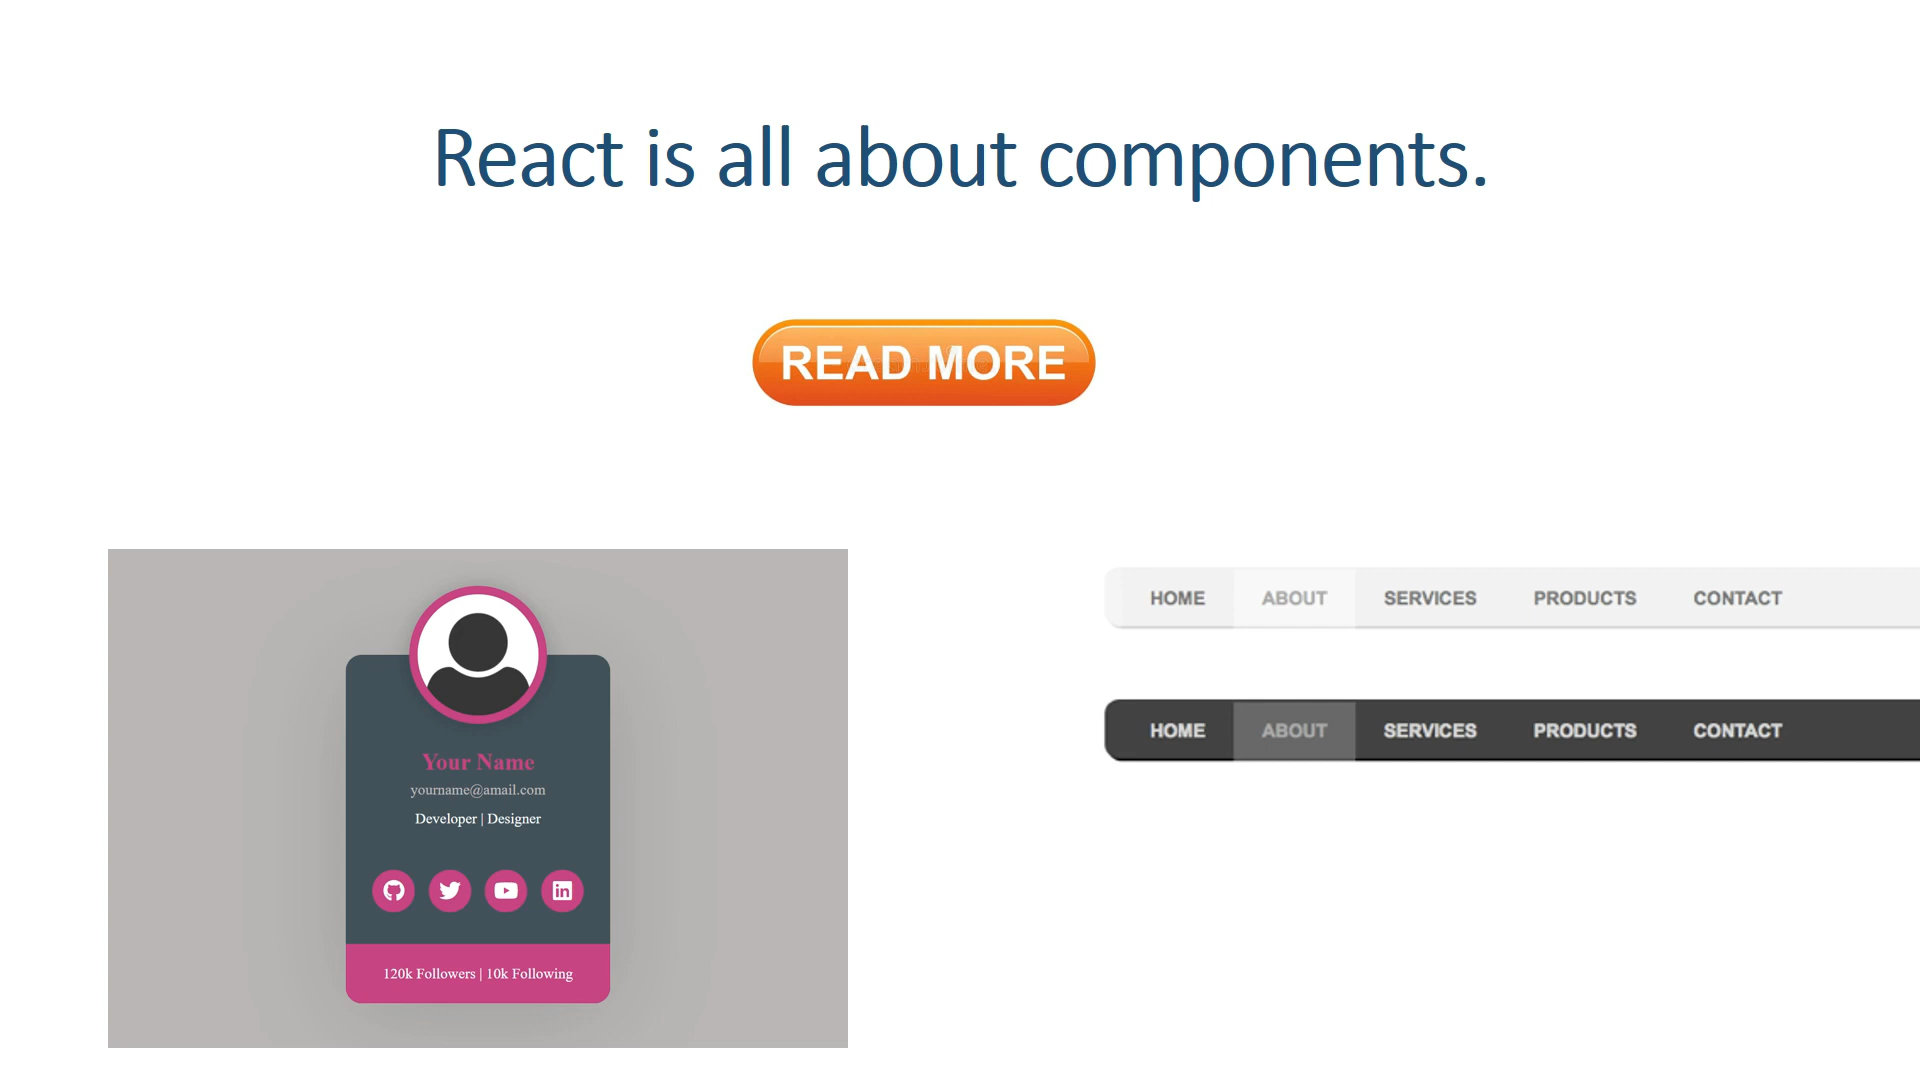 React is all about components.
READ MORE
Your Name
yourname@amail.com
Developer | Designer
120k Followers | 10k Following
HOME ABOUT SERVICES PRODUCTS CONTACT
HOME ABOUT SERVICES PRODUCTS CONTACT